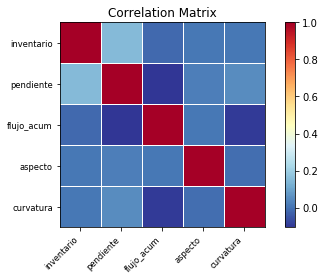 Correlation Matrix
inventario
pendiente
flujo_acum
aspecto
curvatura
inventario
pendiente
flujo_acum
aspecto
curvatura
1.0
0.8
0.6
0.4
0.2
0.0